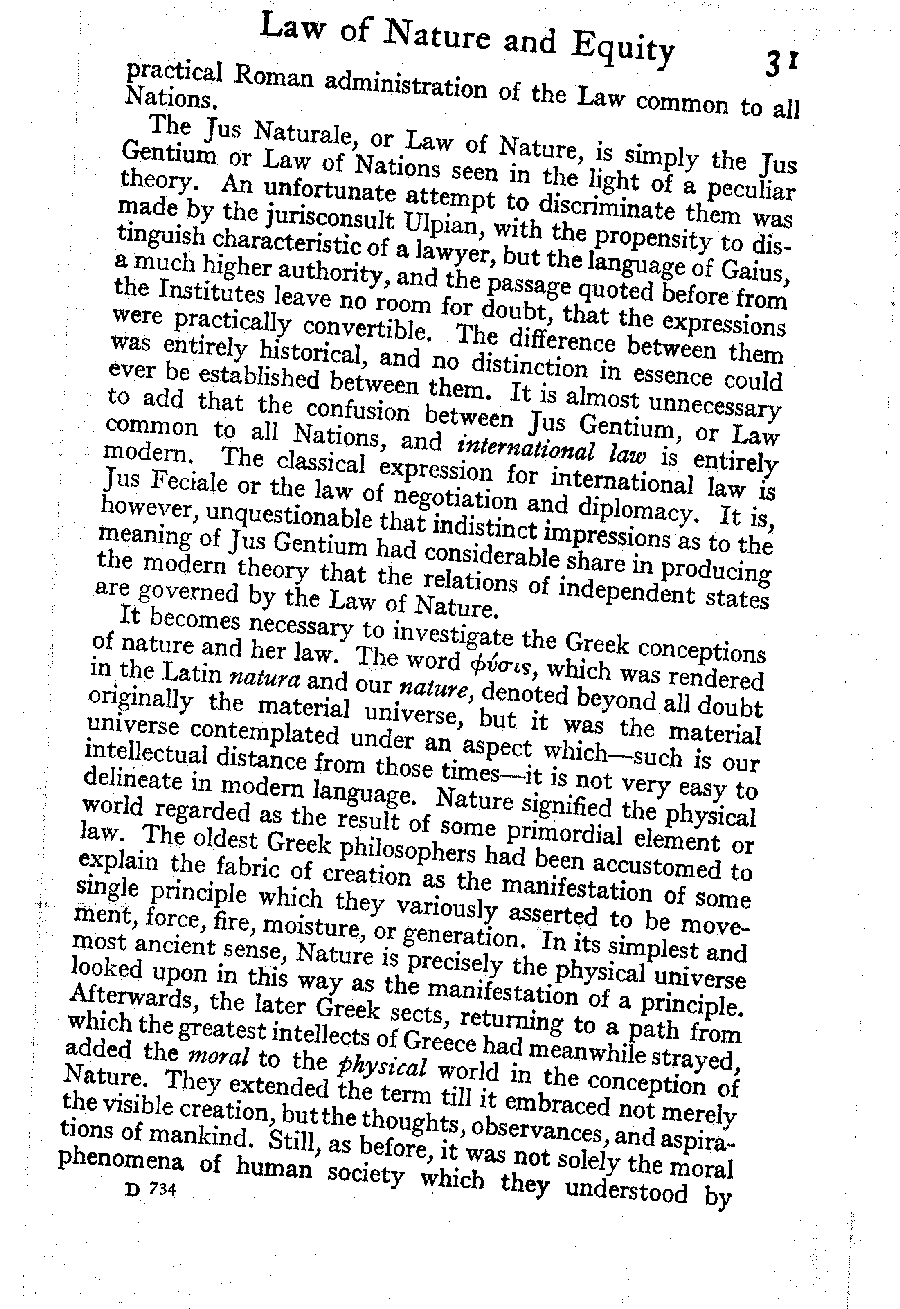 Law of Nature and Equity 31
practical Roman administration of the Law common to all
Nations.
The Jus Naturale, or Law of Nature, is simply the Jus
Gentium or Law of Nations seen in the light of a peculiar
theory. An unfortunate attempt to discriminate them was
made by the jurisconsult Ulpian, with the propensity to dis-
tinguish characteristic of a lawyer, but the language of Gaius,
a much higher authority, and the passage quoted before from
the Institutes leave no room for doubt, that the expressions
were practically convertible. The difference between them
was entirely historical, and no distinction in essence could
ever be established between them. It is almost unnecessary
to add that the confusion between Jus Gentium, or Law
common to all Nations, and international law is entirely
modern. The classical expression for international law is
Jus Feciale or the law of negotiation and diplomacy. It is,
however, unquestionable that indistinct impressions as to the
meaning of Jus Gentium had considerable share in producing
the modern theory that the relations of independent states
are governed by the Law of Nature.
It becomes necessary to investigate the Greek conceptions
of nature and her law. The word φύσις, which was rendered
in the Latin natura and our nature, denoted beyond all doubt
originally the material universe, but it was the material
universe contemplated under an aspect which—such is our
intellectual distance from those times—it is not very easy to
delineate in modern language. Nature signified the physical
world regarded as the result of some primordial element or
law. The oldest Greek philosophers had been accustomed to
explain the fabric of creation as the manifestation of some
single principle which they variously asserted to be move-
ment, force, fire, moisture, or generation. In its simplest and
most ancient sense, Nature is precisely the physical universe
looked upon in this way as the manifestation of a principle.
Afterwards, the later Greek sects, returning to a path from
which the greatest intellects of Greece had meanwhile strayed,
added the moral to the physical world in the conception of
Nature. They extended the term till it embraced not merely
the visible creation, but the thoughts, observances, and aspira-
tions of mankind. Still, as before, it was not solely the moral
phenomena of human society which they understood by
D 734